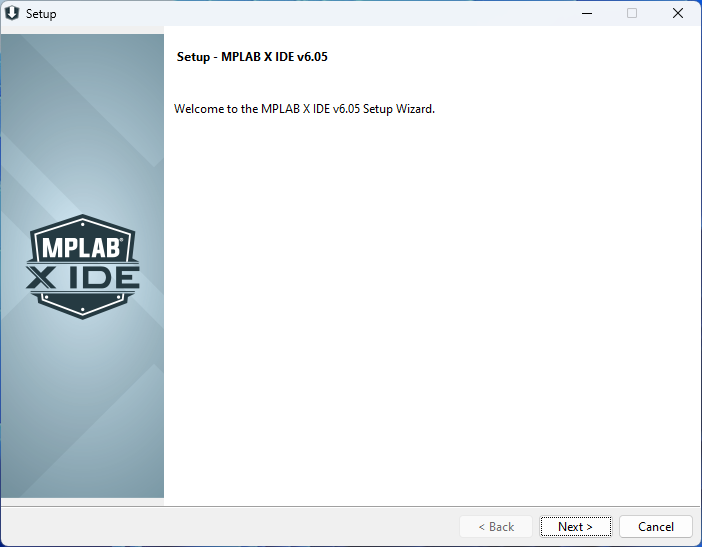 Setup
Setup - MPLAB X IDE v6.05
Welcome to the MPLAB X IDE v6.05 Setup Wizard.
MPLAB®
X IDE
< Back
Next >
Cancel